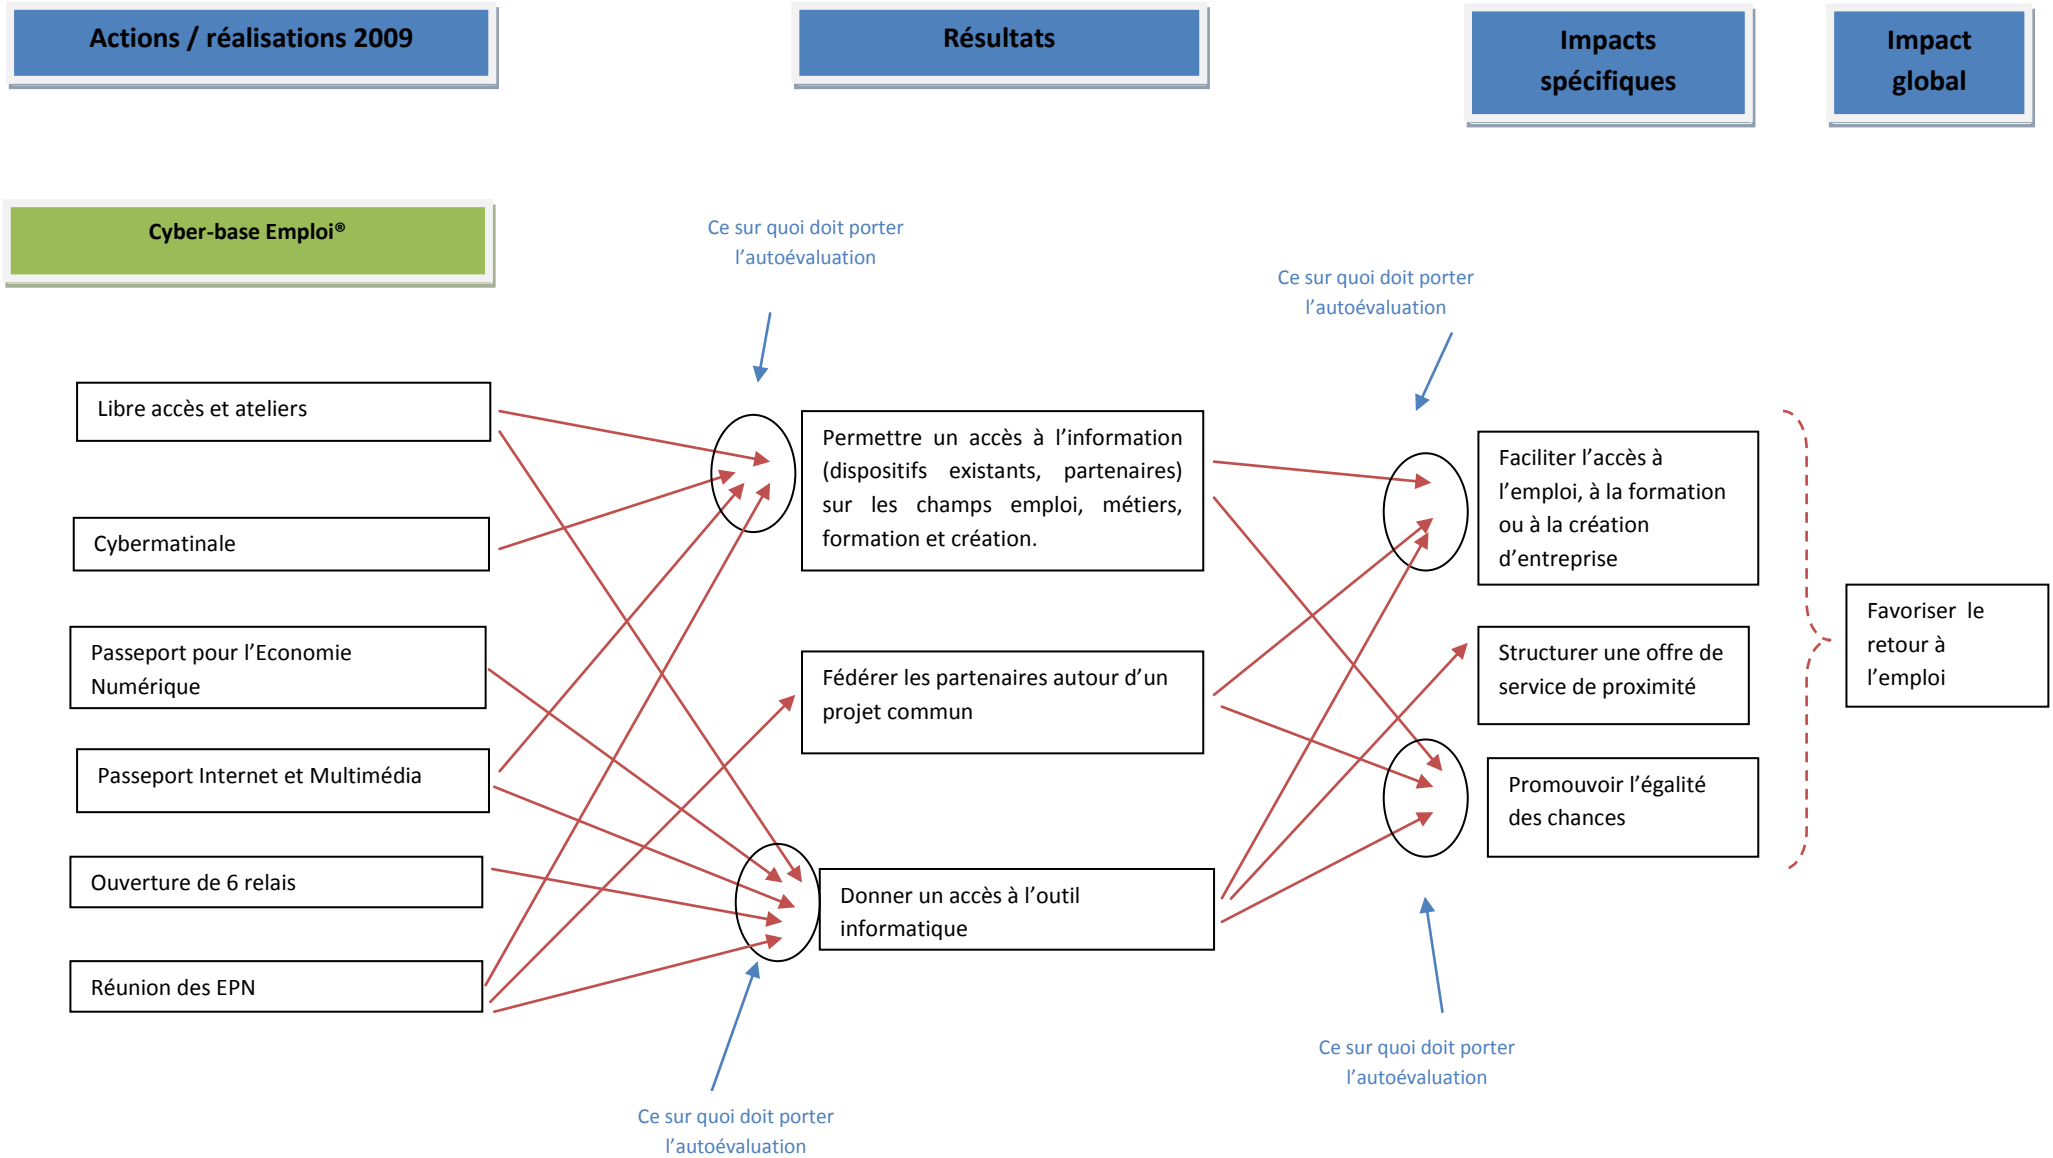 Actions / réalisations 2009
Résultats
Impacts
spécifiques
Impact
global
Cyber-base Emploi®
Ce sur quoi doit porter
l’autoévaluation
Ce sur quoi doit porter
l’autoévaluation
Libre accès et ateliers
Cybermatinale
Passeport pour l’Economie
Numérique
Passeport Internet et Multimédia
Ouverture de 6 relais
Réunion des EPN
Permettre un accès à l’information
(dispositifs existants, partenaires)
sur les champs emploi, métiers,
formation et création.
Fédérer les partenaires autour d’un
projet commun
Donner un accès à l’outil
informatique
Faciliter l’accès à
l’emploi, à la formation
ou à la création
d’entreprise
Structurer une offre de
service de proximité
Promouvoir l’égalité
des chances
Favoriser le
retour à
l’emploi
Ce sur quoi doit porter
l’autoévaluation
Ce sur quoi doit porter
l’autoévaluation